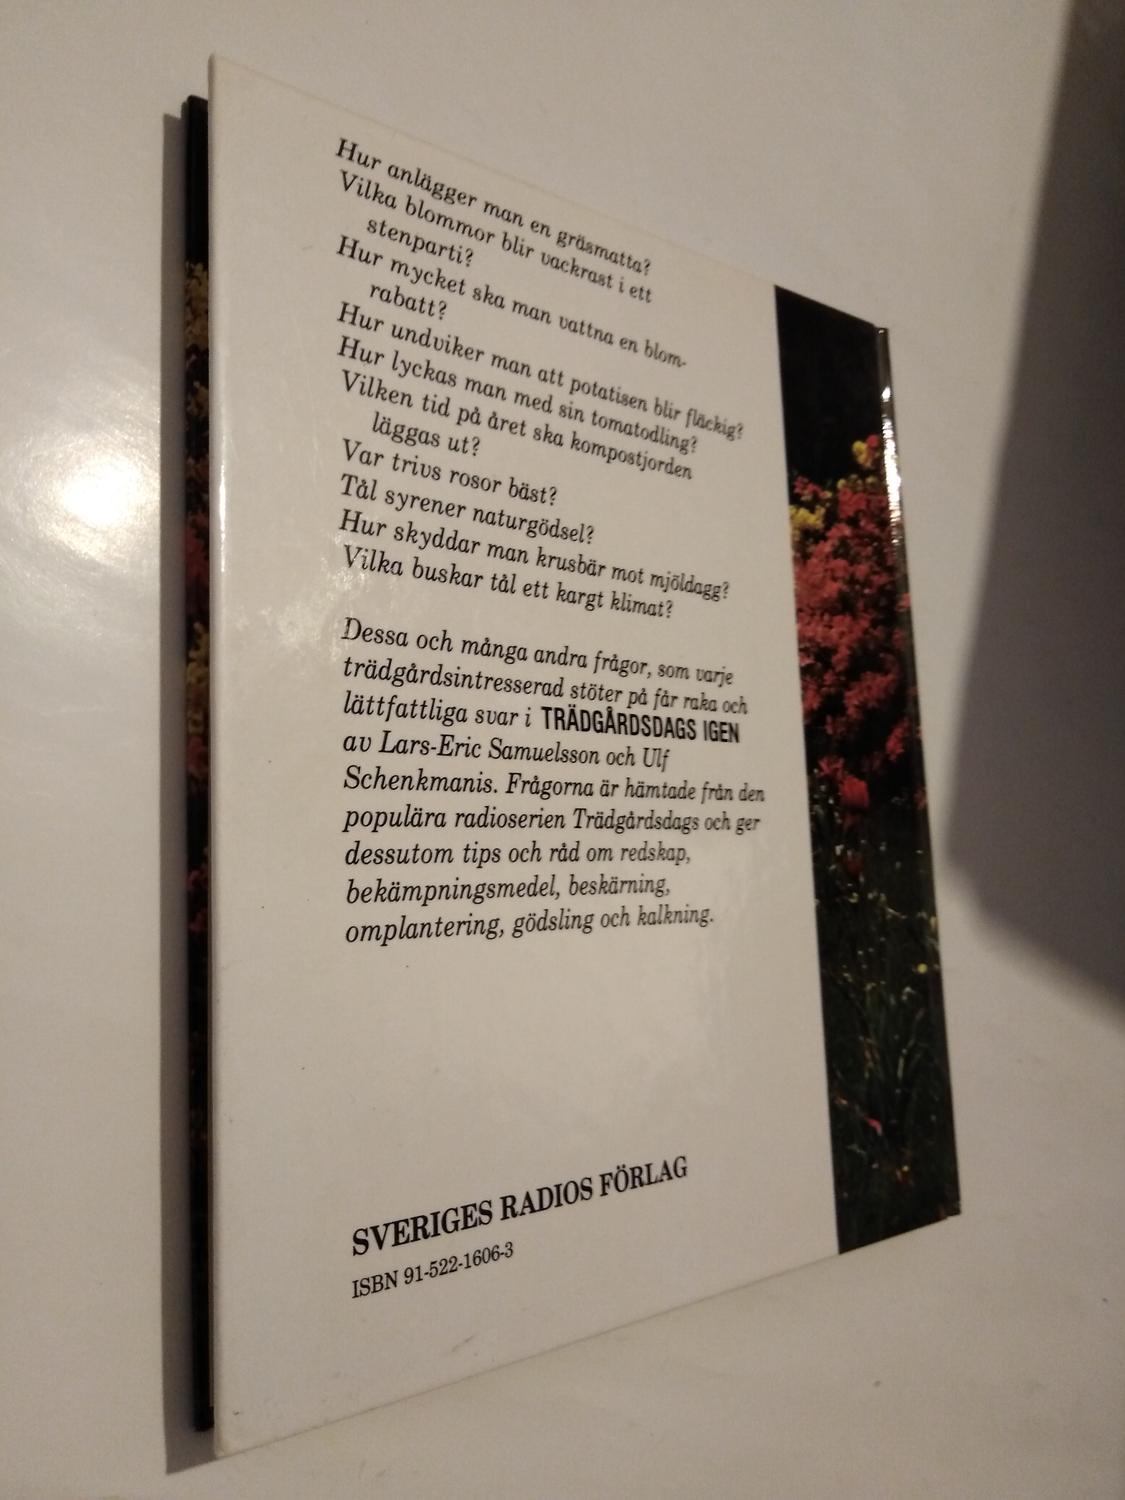 Hur anlägger man en gräsmatta?
Vilka blommor blir vackrast i ett
stenparti?
Hur mycket ska man vattna en blom-
rabatt?
Hur undviker man att potatisen blir fläckig?
Hur lyckas man med sin tomatodling?
Vilken tid på året ska kompostjorden
läggas ut?
Var trivs rosor bäst?
Tål syrener naturgödsel?
Hur skyddar man krusbär mot mjöldagg?
Vilka buskar tål ett kargt klimat?
Dessa och många andra frågor, som varje
trädgårdsintresserad stöter på får raka och
lättfattliga svar i TRÄDGÅRDSDAGS IGEN
av Lars-Eric Samuelsson och Ulf
Schenkmanis. Frågorna är hämtade från den
populära radioserien Trädgårdsdags och ger
dessutom tips och råd om redskap,
bekämpningsmedel, beskärning,
omplantering, gödsling och kalkning.
SVERIGES RADIOS FÖRLAG
ISBN 91-522-1606-3